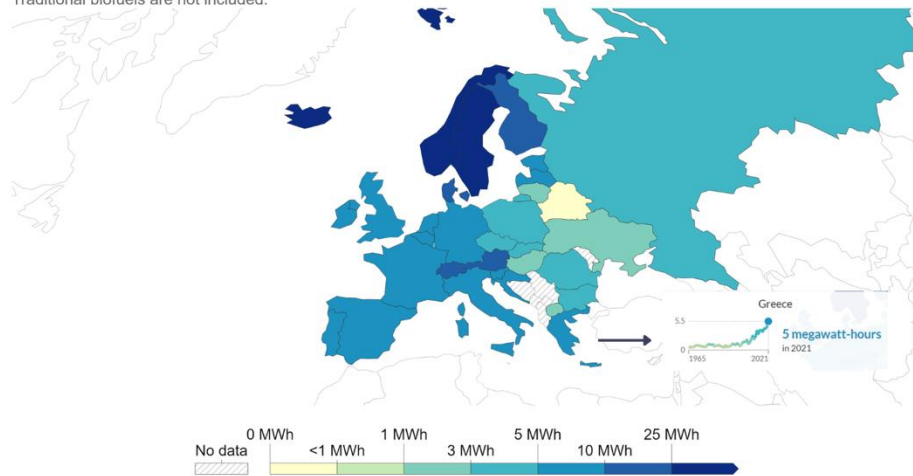 Traditional biofuels are not included.
Greece
5.5
0
1965
2021
5 megawatt-hours
in 2021
0 MWh
1 MWh
5 MWh
25 MWh
No data
<1 MWh
3 MWh
10 MWh